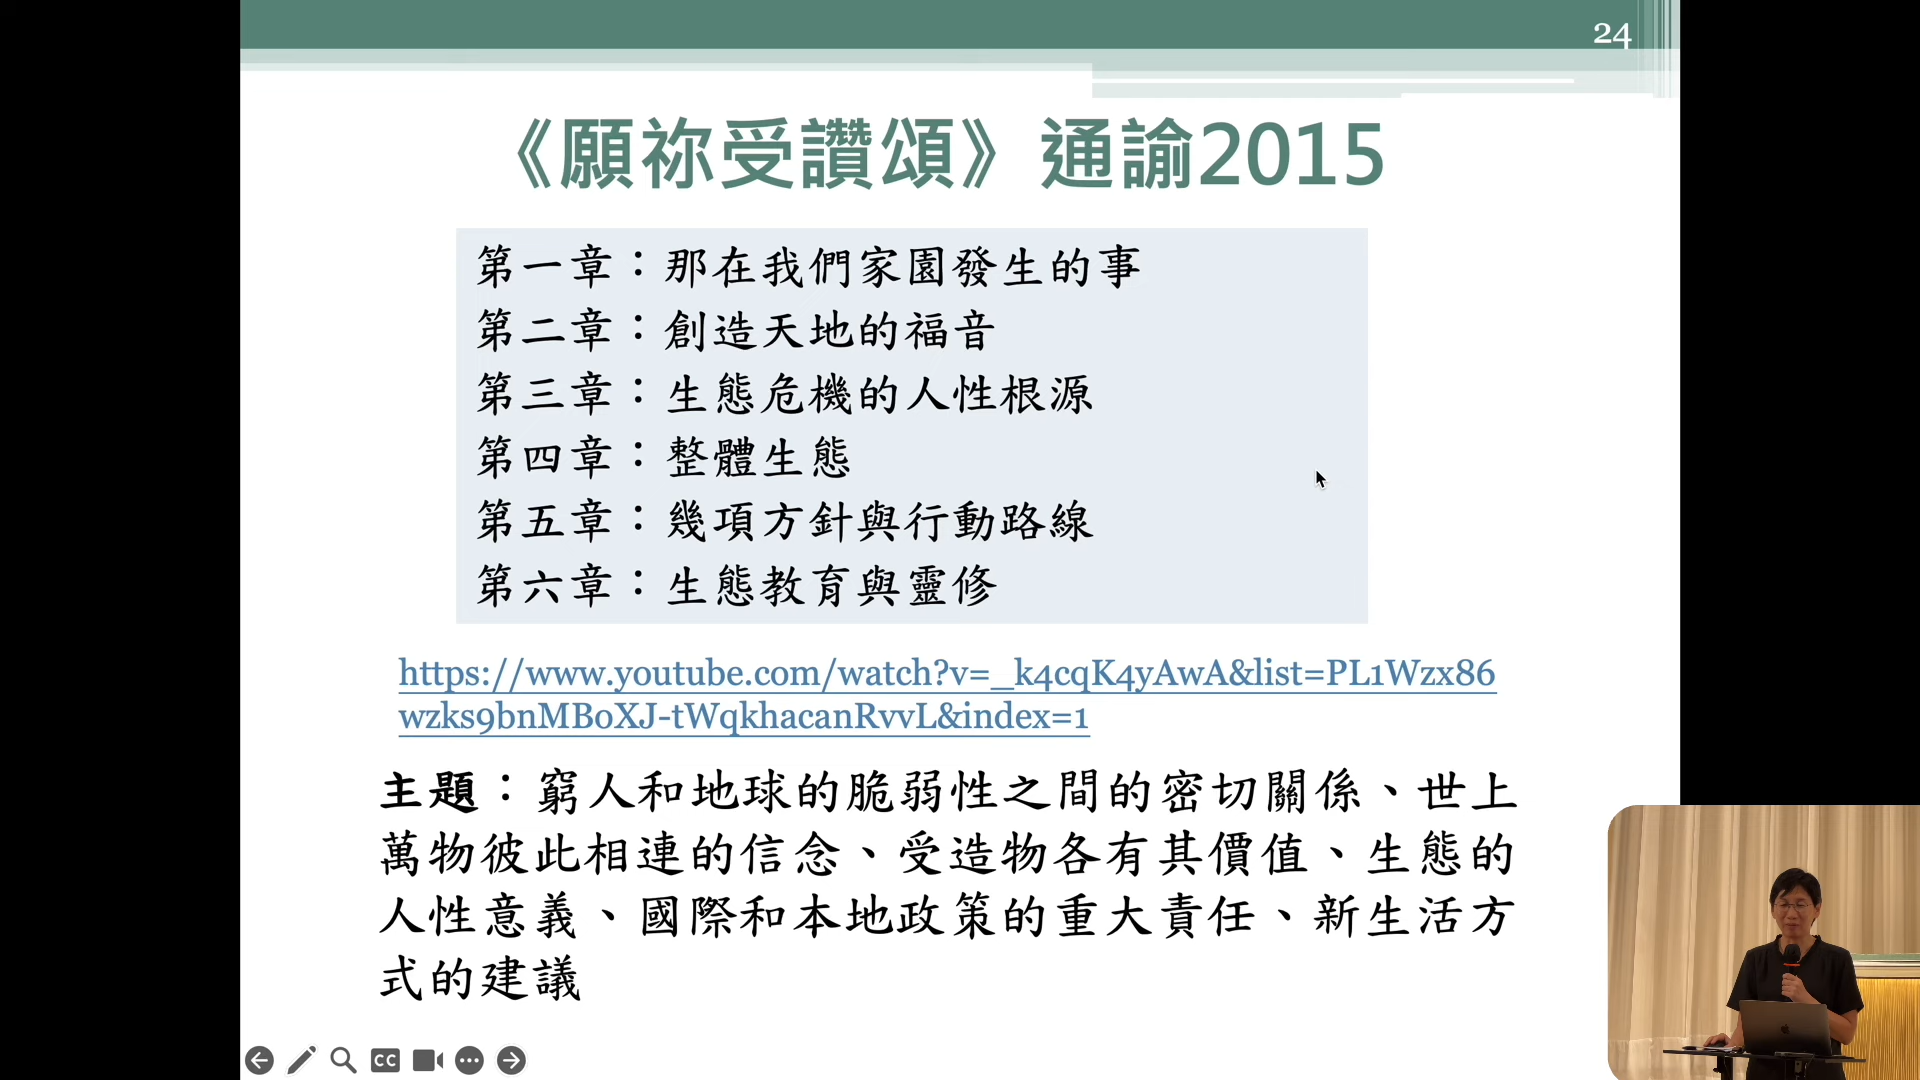 24
《願祢受讚頌》通諭2015
第一章：那在我們家園發生的事
第二章：創造天地的福音
第三章：生態危機的人性根源
第四章：整體生態
第五章：幾項方針與行動路線
第六章：生態教育與靈修
https://www.youtube.com/watch?v=_k4cqK4yAwA&list=PL1Wzx86
wzks9bnMBoXJ-tWqkhacanRvvL&index=1
主題：窮人和地球的脆弱性之間的密切關係、世上
萬物彼此相連的信念、受造物各有其價值、生態的
人性意義、國際和本地政策的重大責任、新生活方
式的建議
CC